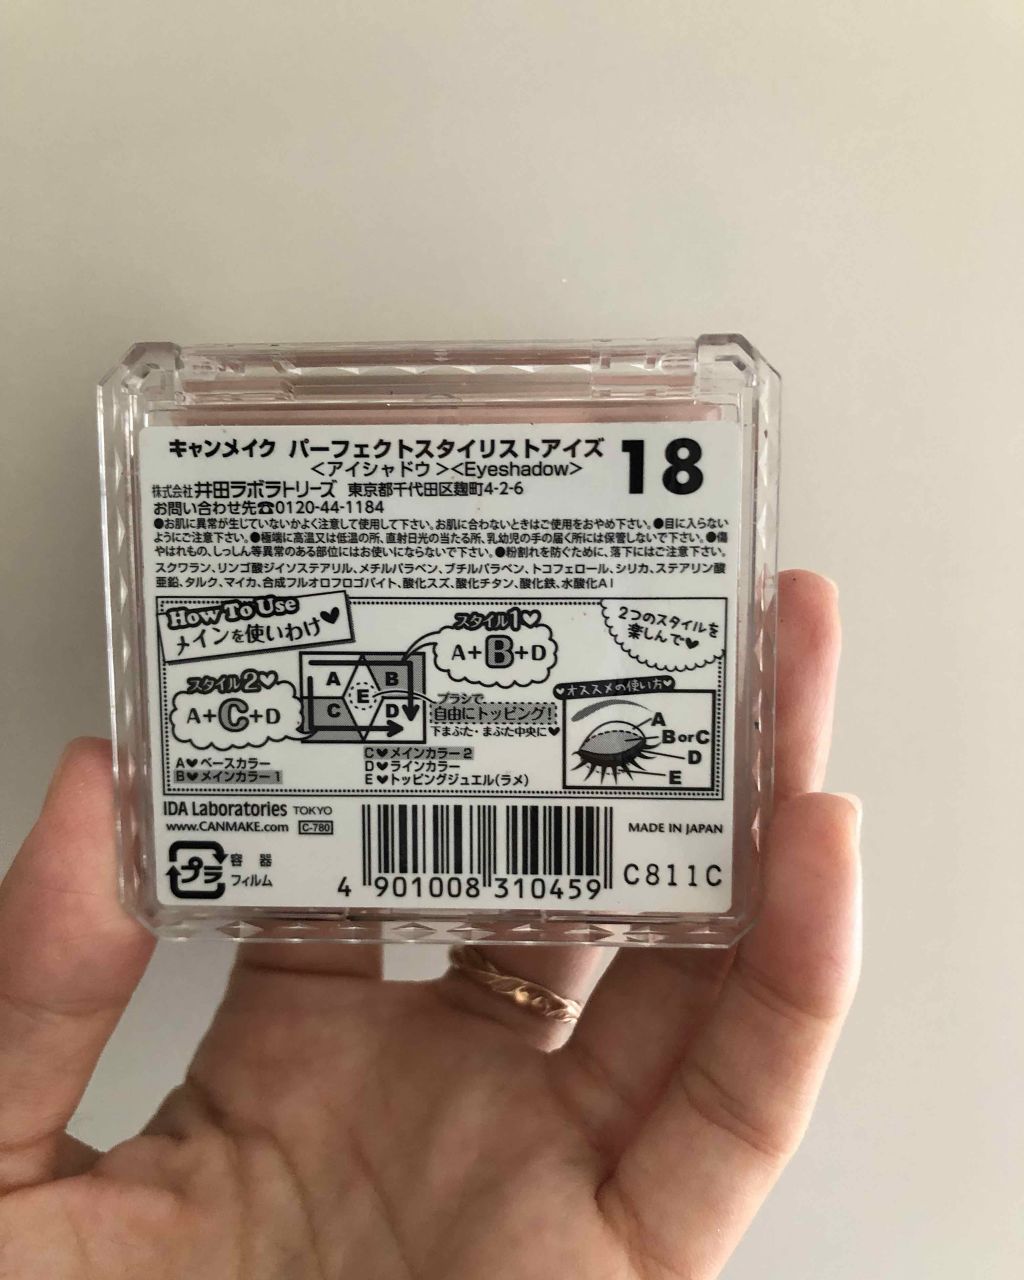 キャンメイク パーフェクトスタイリストアイズ 18
<アイシャドウ><Eyeshadow>
株式会社 井田ラボラトリーズ 東京都千代田区麹町4-2-6
お問い合わせ先☎0120-44-1184
●お肌に異常が生じていないかよく注意して使用して下さい。お肌に合わないときはご使用をおやめ下さい。●目に入らない
ようにご注意下さい。●極端に高温又は低温の所、直射日光の当たる所、乳幼児の手の届く所には保管しないで下さい。●傷
やはれもの、しっしん等異常のある部位にはお使いにならないで下さい。●粉割れを防ぐために、落下にはご注意下さい。
スクワラン、リンゴ酸ジイソステアリル、メチルパラベン、ブチルパラベン、トコフェロール、シリカ、ステアリン酸
亜鉛、タルク、マイカ、合成フルオロフロゴパイト、酸化スズ、酸化チタン、酸化鉄、水酸化Al
How To Use
メインを使いわけ♥
スタイル1♥
A+B+D
2つのスタイルを
楽しんで♥
スタイル2♥
A+C+D
A
B
C
D
E
ブラシで
自由にトッピング!
下まぶた・まぶた中央に♥
♥オススメの使い方♥
A
B or C
D
E
A♥ベースカラー
B♥メインカラー1
C♥メインカラー2
D♥ラインカラー
E♥トッピングジュエル(ラメ)
IDA Laboratories TOKYO
www.CANMAKE.com C-780
MADE IN JAPAN
プラ
容器
フィルム
4 901008 310459
C811C